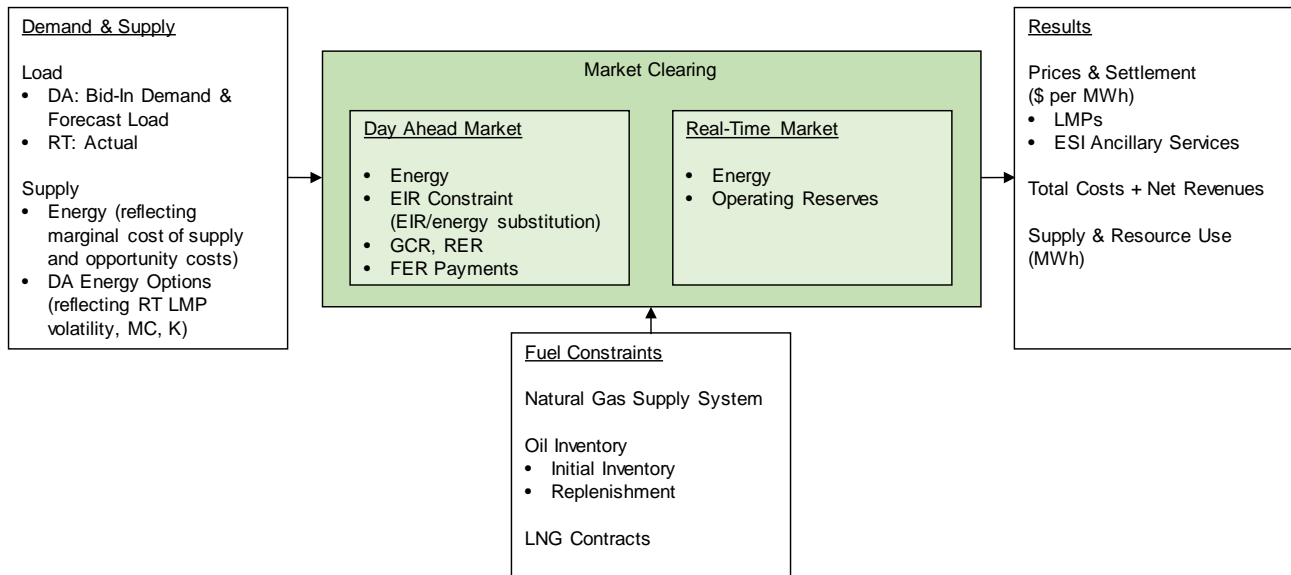 Demand & Supply
Load
• DA: Bid-In Demand &
Forecast Load
• RT: Actual
Supply
• Energy (reflecting
marginal cost of supply
and opportunity costs)
• DA Energy Options
(reflecting RT LMP
volatility, MC, K)
Market Clearing
Day Ahead Market
• Energy
• EIR Constraint
(EIR/energy substitution)
• GCR, RER
• FER Payments
Real-Time Market
• Energy
• Operating Reserves
Fuel Constraints
Natural Gas Supply System
Oil Inventory
• Initial Inventory
• Replenishment
LNG Contracts
Results
Prices & Settlement
($ per MWh)
• LMPs
• ESI Ancillary Services
Total Costs + Net Revenues
Supply & Resource Use
(MWh)